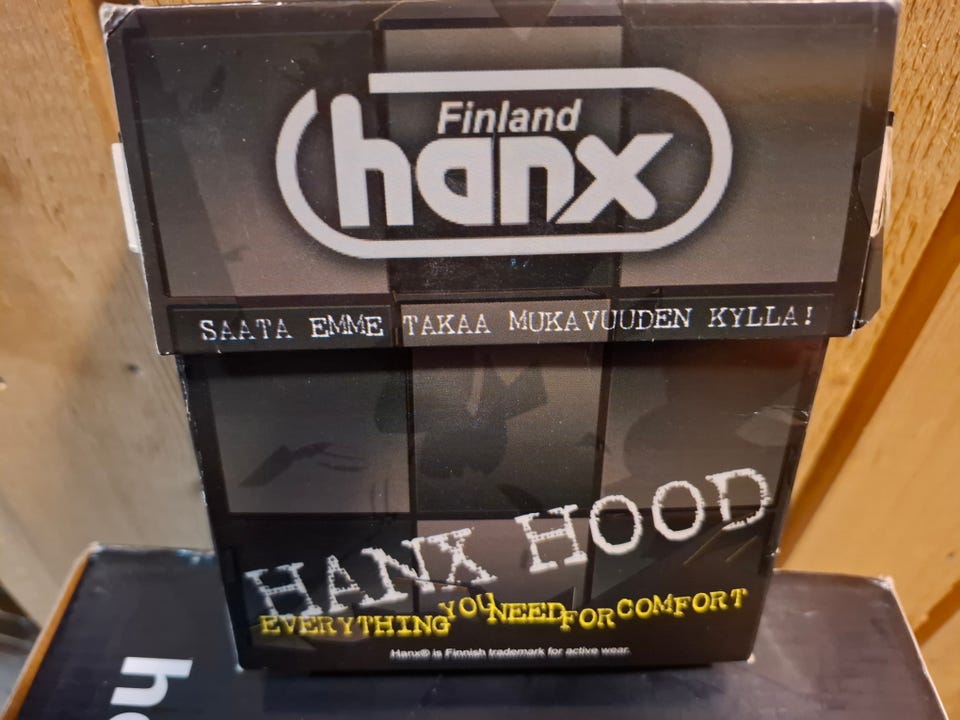 Finland
hanx
SAATA EMME TAKAA MUKAVUUDEN KYLLA!
HANX HOOD
EVERYTHING YOU NEED FOR COMFORT
Hanx® is Finnish trademark for active wear.
h